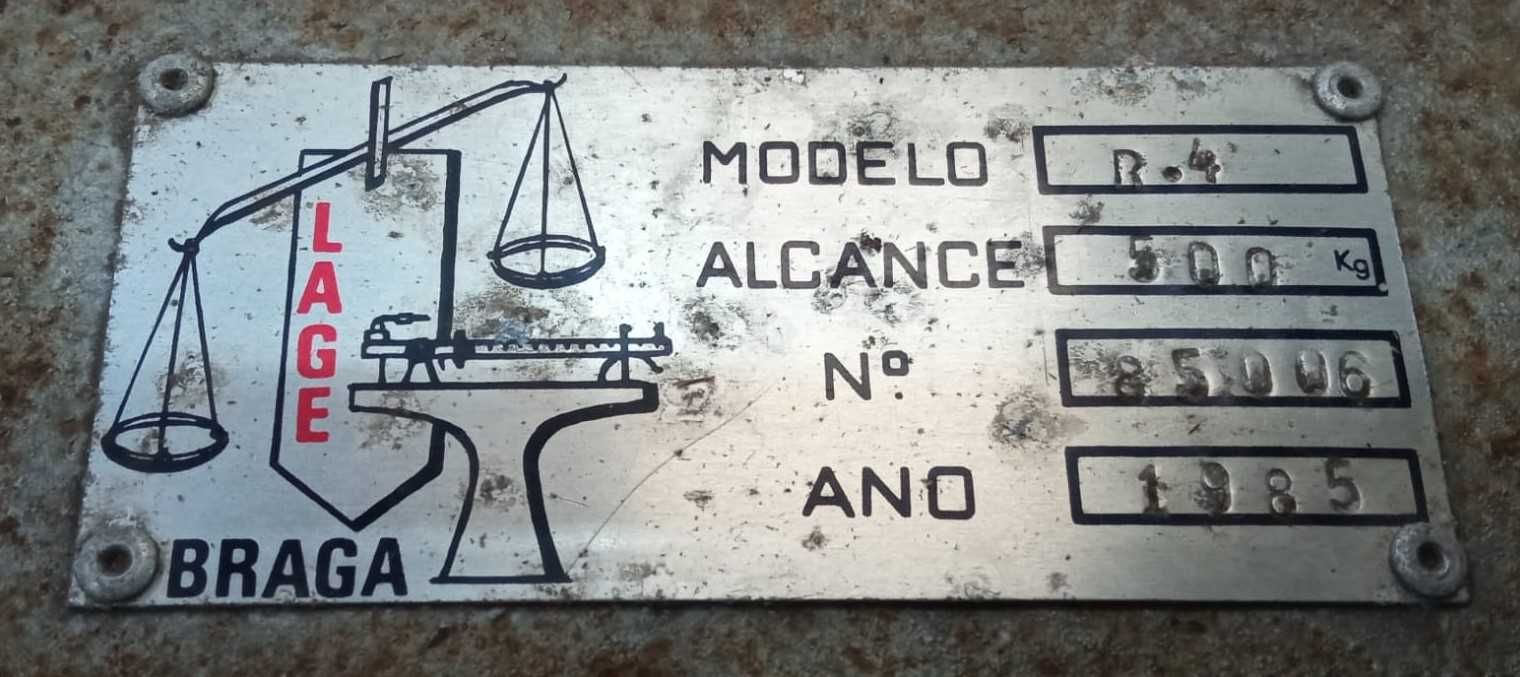 LAGE
BRAGA
MODELO R.4
ALCANCE 500 Kg
Nº 85006
ANO 1985